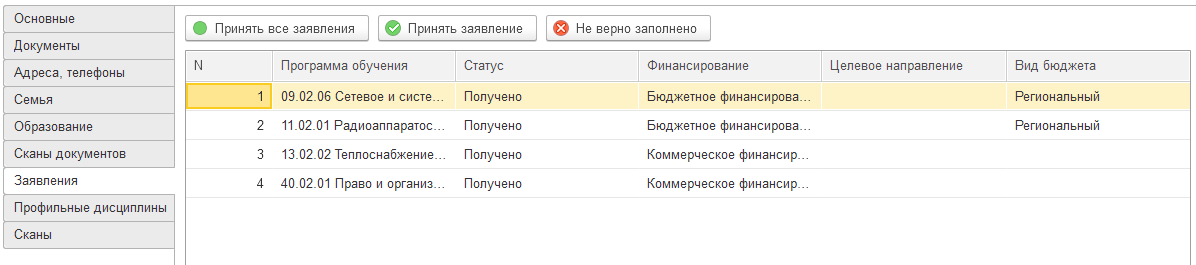 Основные
Документы
Адреса, телефоны
Семья
Образование
Сканы документов
Заявления
Профильные дисциплины
Сканы
Принять все заявления Принять заявление Не верно заполнено
N Программа обучения Статус Финансирование Целевое направление Вид бюджета
1 09.02.06 Сетевое и систе... Получено Бюджетное финансирова... Региональный
2 11.02.01 Радиоаппаратос... Получено Бюджетное финансирова... Региональный
3 13.02.02 Теплоснабжение... Получено Коммерческое финансир...
4 40.02.01 Право и организ... Получено Коммерческое финансир...